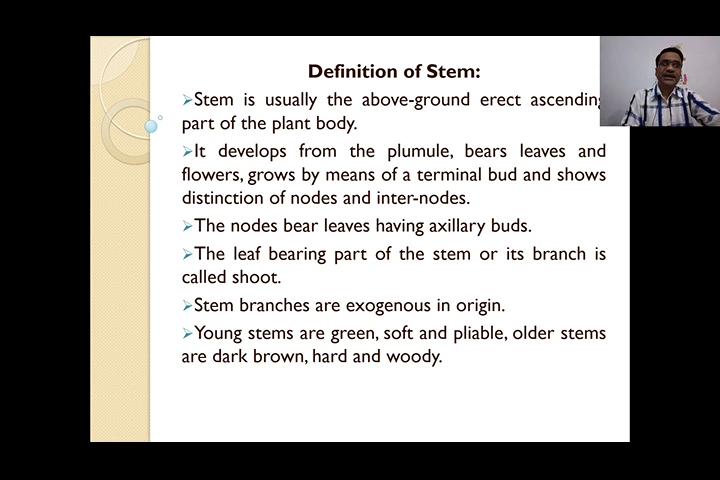 Definition of Stem:
➢Stem is usually the above-ground erect ascending
part of the plant body.
➢It develops from the plumule, bears leaves and
flowers, grows by means of a terminal bud and shows
distinction of nodes and inter-nodes.
➢The nodes bear leaves having axillary buds.
➢The leaf bearing part of the stem or its branch is
called shoot.
➢Stem branches are exogenous in origin.
➢Young stems are green, soft and pliable, older stems
are dark brown, hard and woody.